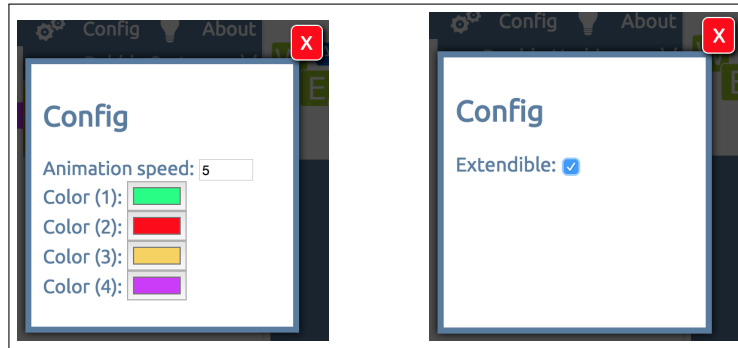 Config About
X
E
Config
Animation speed: 5
Color (1):
Color (2):
Color (3):
Color (4):
Config About
X
Config
Extendible: